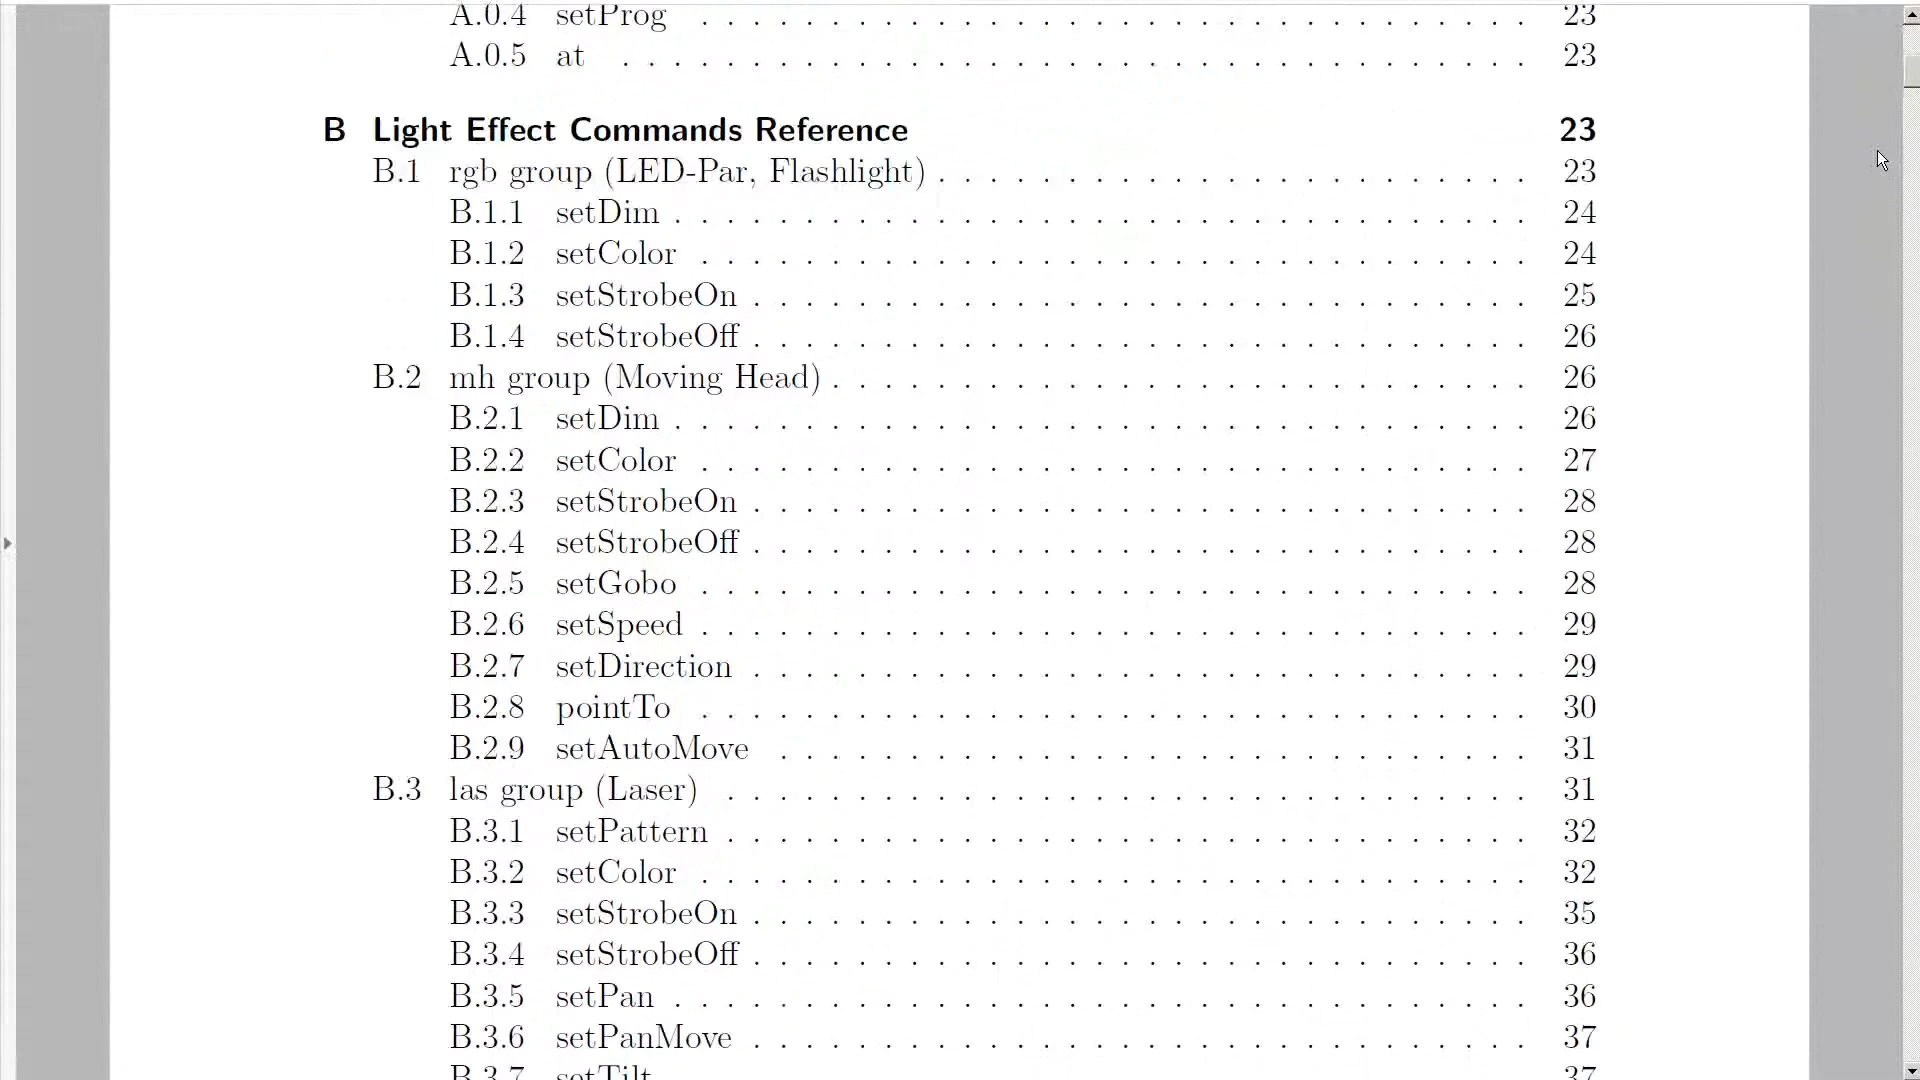 A.0.4 setProg . . . . . . . . . . . . . . . . . . . . . . . . . . . . . . . . 23
A.0.5 at . . . . . . . . . . . . . . . . . . . . . . . . . . . . . . . . . . . 23
B Light Effect Commands Reference 23
B.1 rgb group (LED-Par, Flashlight) . . . . . . . . . . . . . . . . . . . . . . . 23
B.1.1 setDim . . . . . . . . . . . . . . . . . . . . . . . . . . . . . . . . . 24
B.1.2 setColor . . . . . . . . . . . . . . . . . . . . . . . . . . . . . . . . 24
B.1.3 setStrobeOn . . . . . . . . . . . . . . . . . . . . . . . . . . . . . . 25
B.1.4 setStrobeOff . . . . . . . . . . . . . . . . . . . . . . . . . . . . . . 26
B.2 mh group (Moving Head) . . . . . . . . . . . . . . . . . . . . . . . . . . . 26
B.2.1 setDim . . . . . . . . . . . . . . . . . . . . . . . . . . . . . . . . . 26
B.2.2 setColor . . . . . . . . . . . . . . . . . . . . . . . . . . . . . . . . 27
B.2.3 setStrobeOn . . . . . . . . . . . . . . . . . . . . . . . . . . . . . . 28
B.2.4 setStrobeOff . . . . . . . . . . . . . . . . . . . . . . . . . . . . . . 28
B.2.5 setGobo . . . . . . . . . . . . . . . . . . . . . . . . . . . . . . . . 28
B.2.6 setSpeed . . . . . . . . . . . . . . . . . . . . . . . . . . . . . . . . 29
B.2.7 setDirection . . . . . . . . . . . . . . . . . . . . . . . . . . . . . . 29
B.2.8 pointTo . . . . . . . . . . . . . . . . . . . . . . . . . . . . . . . . 30
B.2.9 setAutoMove . . . . . . . . . . . . . . . . . . . . . . . . . . . . . 31
B.3 las group (Laser) . . . . . . . . . . . . . . . . . . . . . . . . . . . . . . . 31
B.3.1 setPattern . . . . . . . . . . . . . . . . . . . . . . . . . . . . . . . 32
B.3.2 setColor . . . . . . . . . . . . . . . . . . . . . . . . . . . . . . . . 32
B.3.3 setStrobeOn . . . . . . . . . . . . . . . . . . . . . . . . . . . . . . 35
B.3.4 setStrobeOff . . . . . . . . . . . . . . . . . . . . . . . . . . . . . . 36
B.3.5 setPan . . . . . . . . . . . . . . . . . . . . . . . . . . . . . . . . . 36
B.3.6 setPanMove . . . . . . . . . . . . . . . . . . . . . . . . . . . . . . 37
B.3.7 setTilt 37